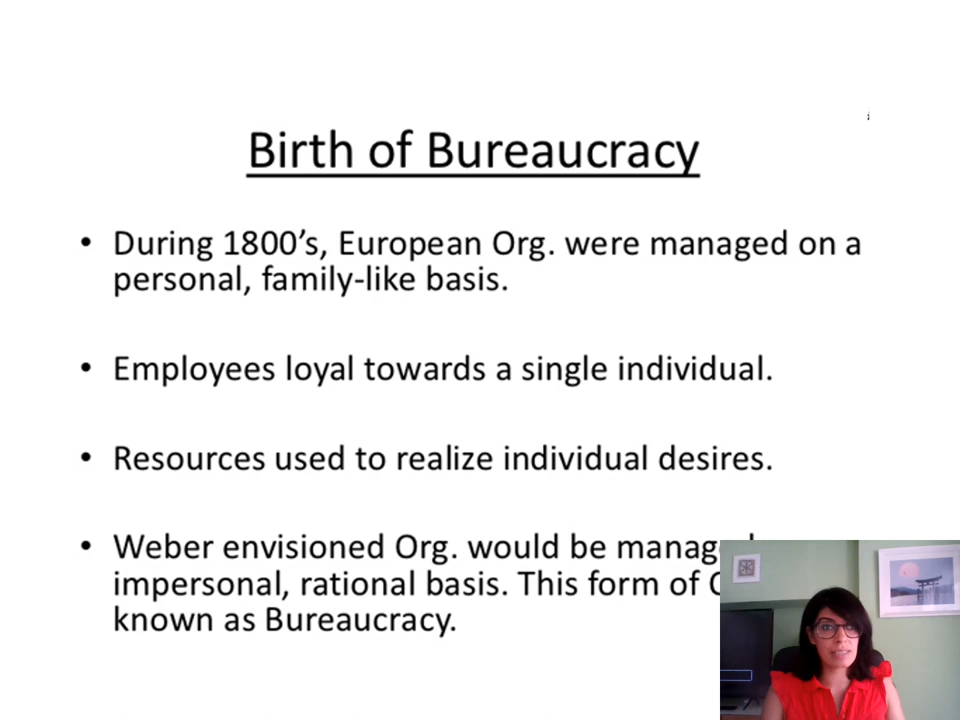 Birth of Bureaucracy
• During 1800's, European Org. were managed on a
personal, family-like basis.
• Employees loyal towards a single individual.
• Resources used to realize individual desires.
• Weber envisioned Org. would be managed
impersonal, rational basis. This form of
known as Bureaucracy.